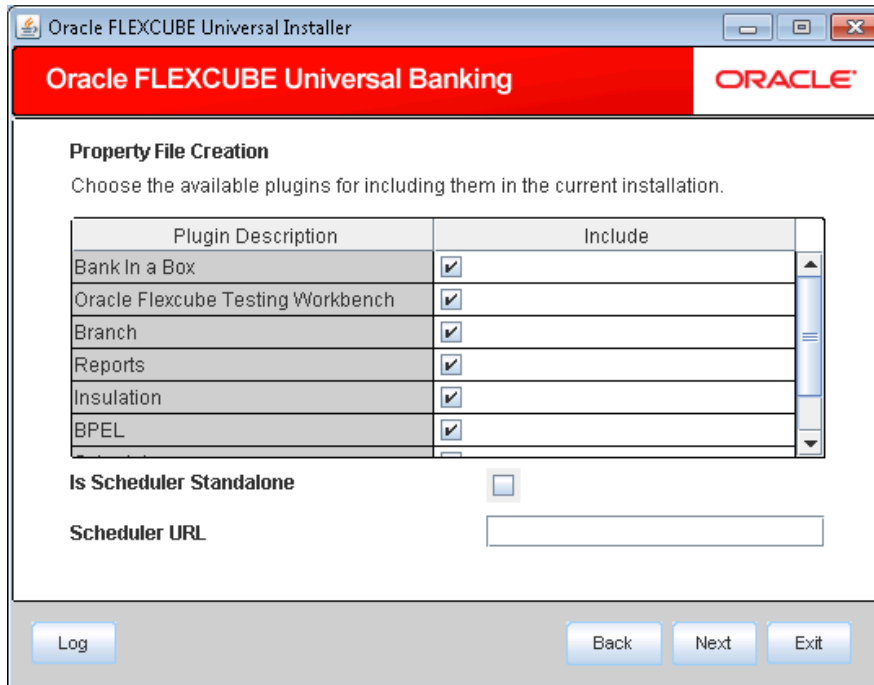 Oracle FLEXCUBE Universal Installer
Oracle FLEXCUBE Universal Banking
ORACLE
Property File Creation
Choose the available plugins for including them in the current installation.
Plugin Description Include
Bank In a Box
Oracle Flexcube Testing Workbench
Branch
Reports
Insulation
BPEL
Is Scheduler Standalone
Scheduler URL
Log Back Next Exit